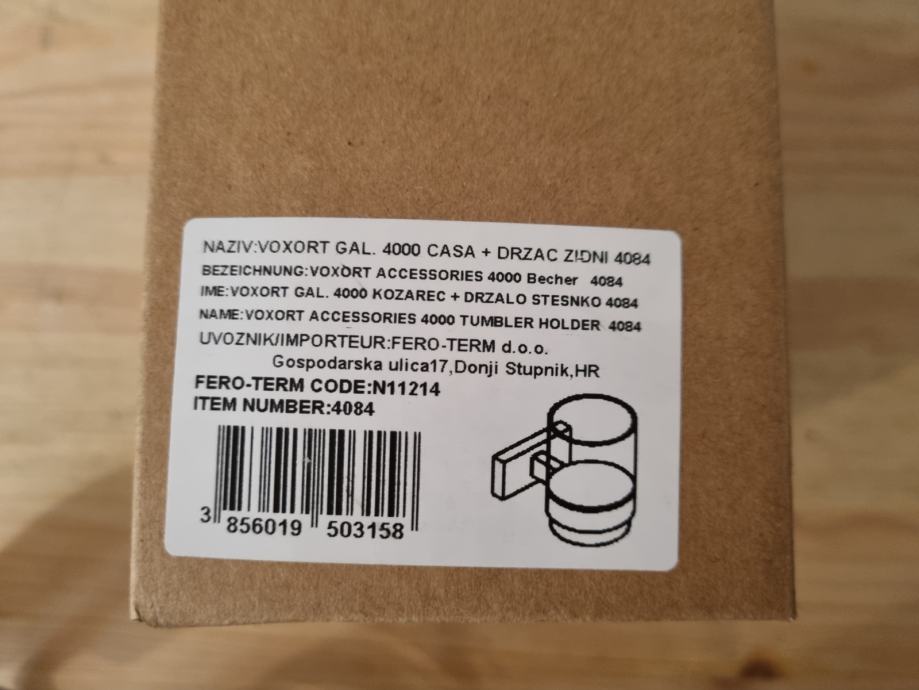 NAZIV:VOXORT GAL. 4000 CASA + DRZAC ZIDNI 4084
BEZEICHNUNG:VOXORT ACCESSORIES 4000 Becher 4084
IME:VOXORT GAL. 4000 KOZAREC + DRZALO STESNKO 4084
NAME:VOXORT ACCESSORIES 4000 TUMBLER HOLDER 4084
UVOZNIK/IMPORTEUR:FERO-TERM d.o.o.
Gospodarska ulica17,Donji Stupnik,HR
FERO-TERM CODE:N11214
ITEM NUMBER:4084
3 856019 503158